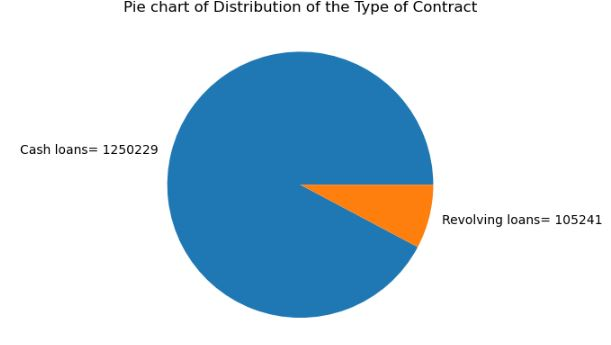 Pie chart of Distribution of the Type of Contract
Cash loans= 1250229
Revolving loans= 105241